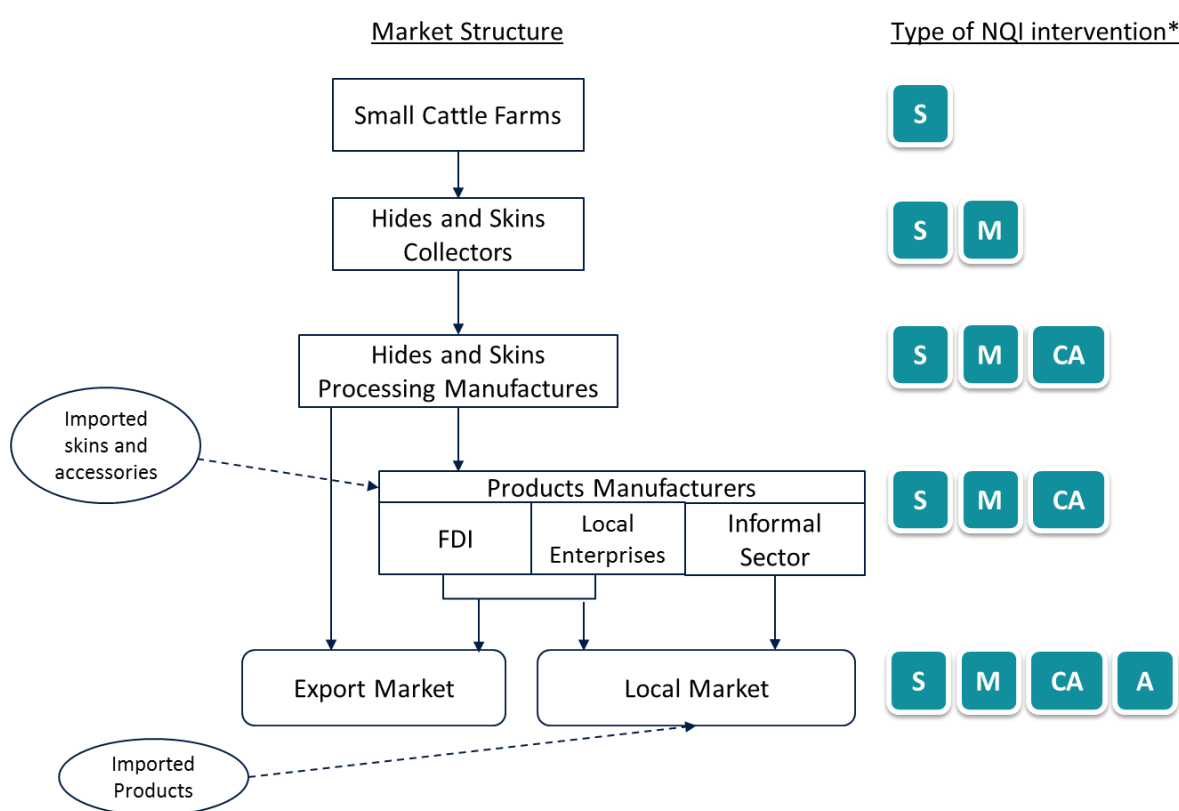 Market Structure
Type of NQI intervention*
Small Cattle Farms
S
Hides and Skins
Collectors
S M
Hides and Skins
Processing Manufactures
S M CA
Imported
skins and
accessories
Products Manufacturers
FDI
Local
Enterprises
Informal
Sector
S M CA
Export Market
Local Market
S M CA A
Imported
Products